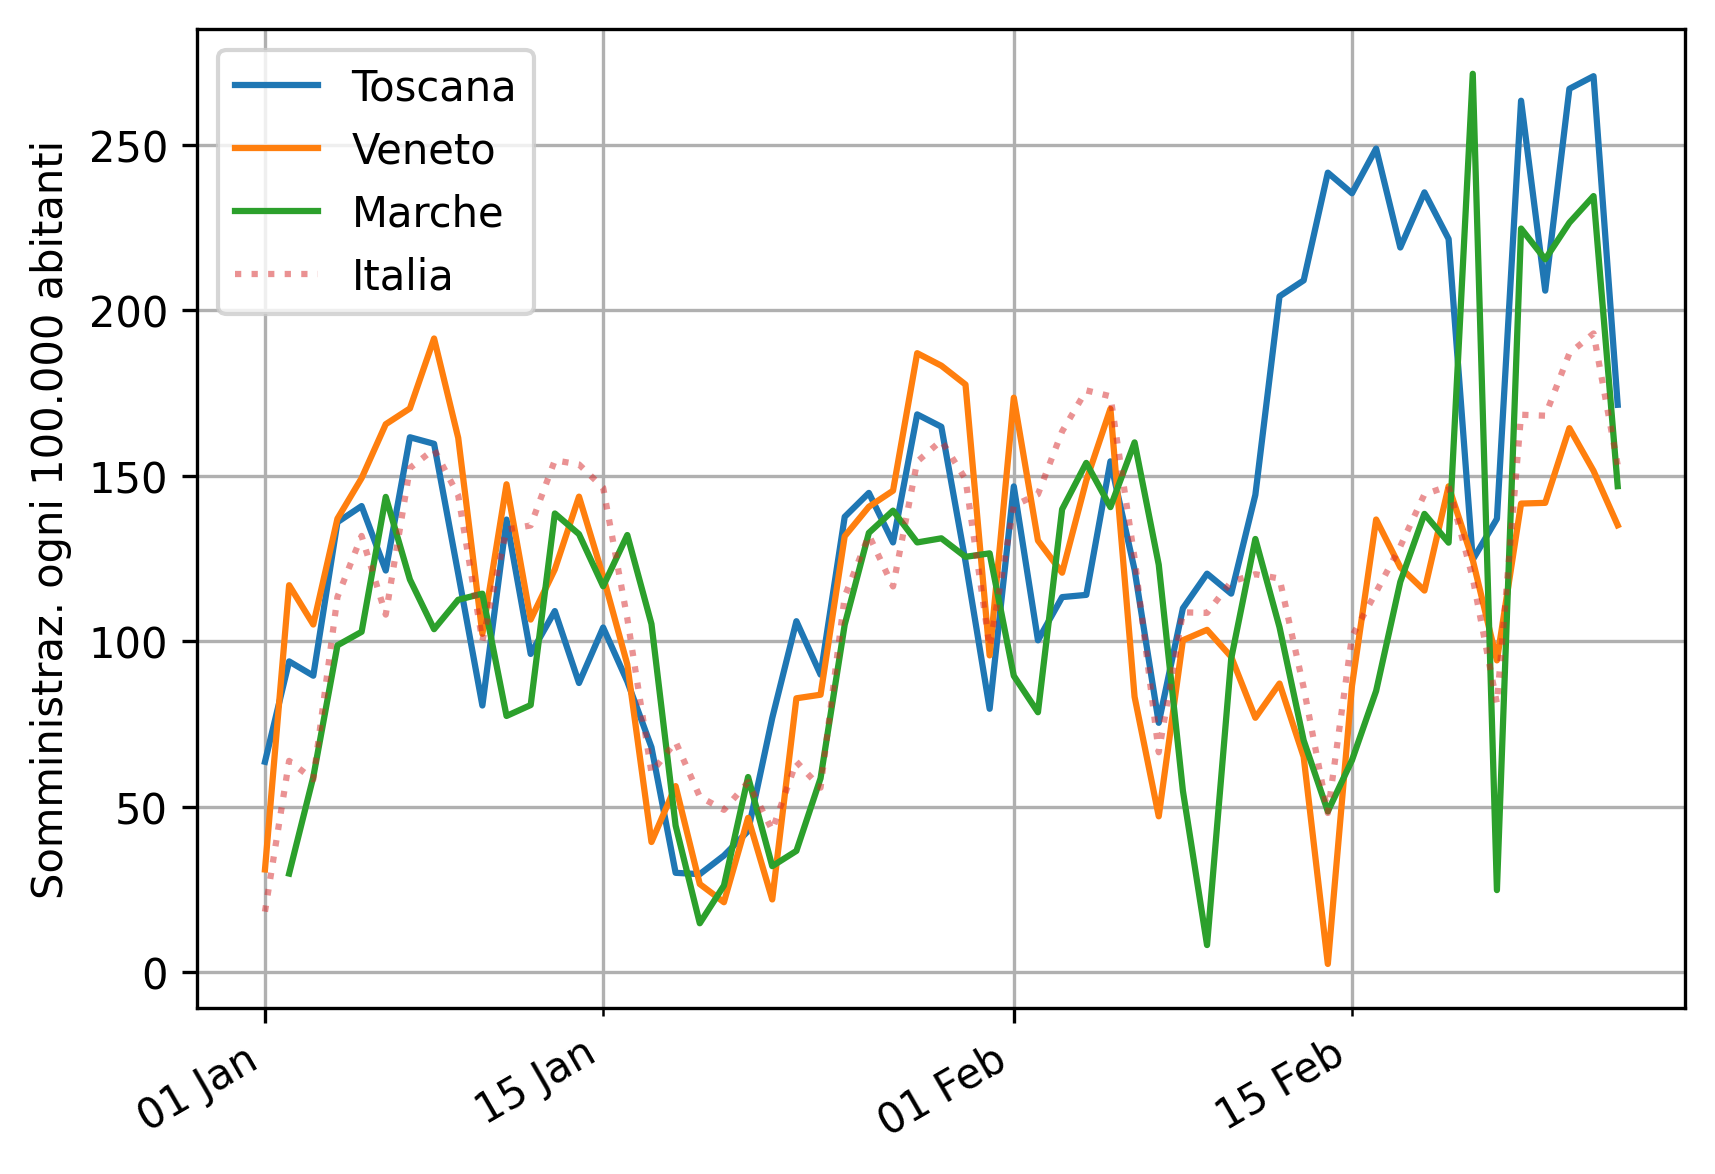 Toscana
Veneto
Marche
Italia
Somministraz. ogni 100.000 abitanti
250
200
150
100
50
0
01 Jan
15 Jan
01 Feb
15 Feb